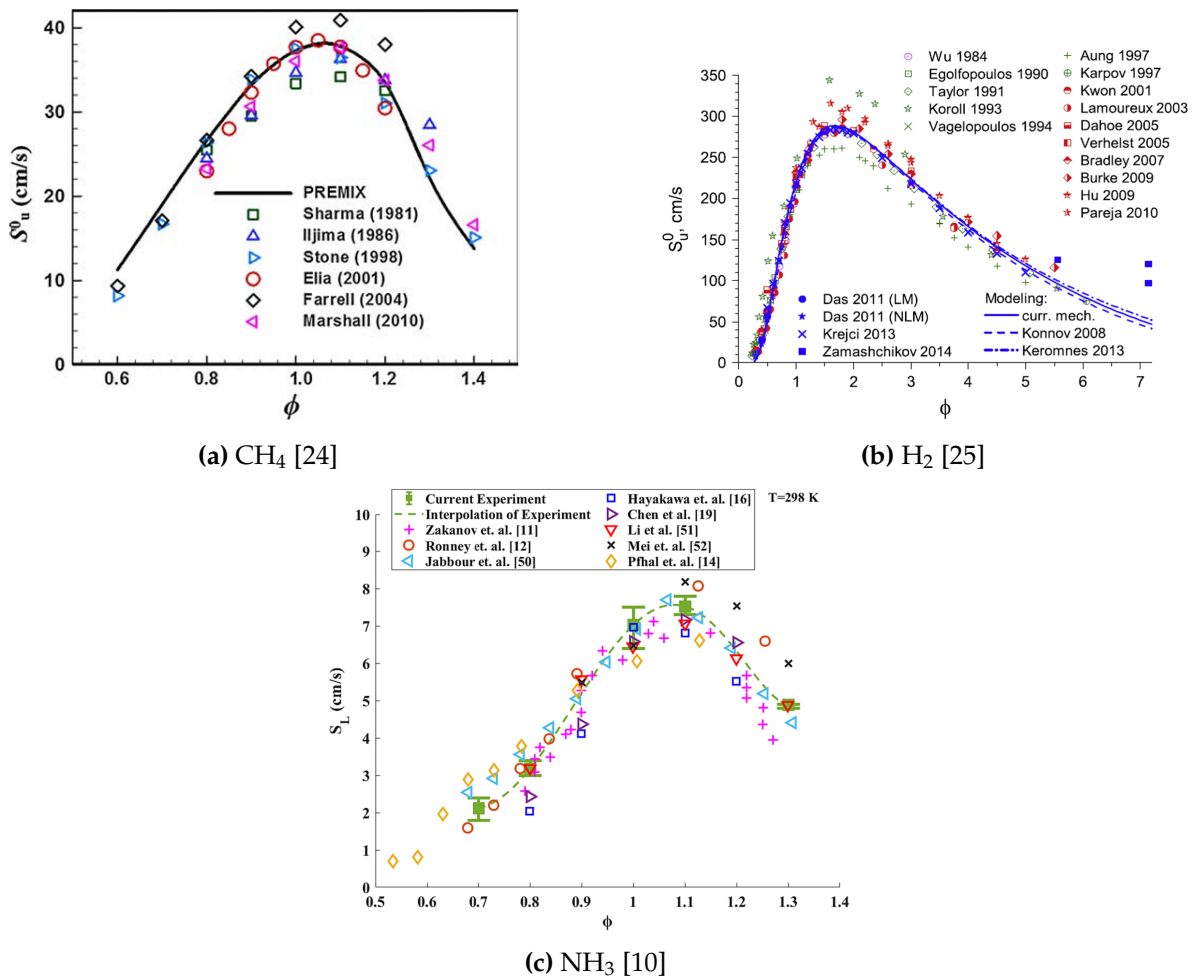 40
30
20
10
0
S⁰ᵤ (cm/s)
PREMIX
Sharma (1981)
Iljima (1986)
Stone (1998)
Elia (2001)
Farrell (2004)
Marshall (2010)
0.6 0.8 1.0 1.2 1.4
ϕ
(a) CH₄ [24]
Wu 1984
Egolfopoulos 1990
Taylor 1991
Koroll 1993
Vagelopoulos 1994
Aung 1997
Karpov 1997
Kwon 2001
Lamoureux 2003
Dahoe 2005
Verhelst 2005
Bradley 2007
Burke 2009
Hu 2009
Pareja 2010
350
300
250
200
150
100
50
0
Sᵤ⁰, cm/s
Das 2011 (LM)
Das 2011 (NLM)
Krejci 2013
Zamashchikov 2014
Modeling:
curr. mech.
Konnov 2008
Keromnes 2013
0 1 2 3 4 5 6 7
ϕ
(b) H₂ [25]
Current Experiment
Interpolation of Experiment
Zakanov et. al. [11]
Ronney et. al. [12]
Jabbour et. al. [50]
Hayakawa et. al. [16]
Chen et al. [19]
Li et al. [51]
Mei et al. [52]
Pfhal et. al. [14]
T=298 K
10
9
8
7
6
5
4
3
2
1
0
S_L (cm/s)
0.5 0.6 0.7 0.8 0.9 1 1.1 1.2 1.3 1.4
ϕ
(c) NH₃ [10]